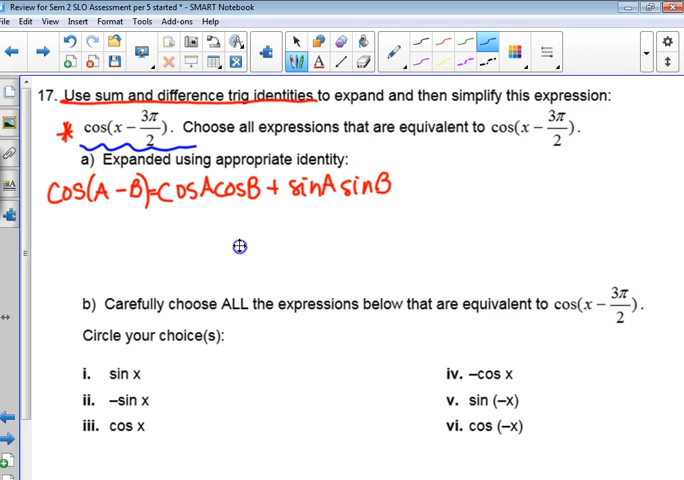 Review for Sem 2 SLO Assessment per 5 started * - SMART Notebook
Edit View Insert Format Tools Add-ons Help
17. Use sum and difference trig identities to expand and then simplify this expression:
* cos(x − 3π/2). Choose all expressions that are equivalent to cos(x − 3π/2).
a) Expanded using appropriate identity:
cos(A − B)=cosAcosB + sinA sinB
b) Carefully choose ALL the expressions below that are equivalent to cos(x − 3π/2).
Circle your choice(s):
i. sin x
ii. –sin x
iii. cos x
iv. –cos x
v. sin (–x)
vi. cos (–x)